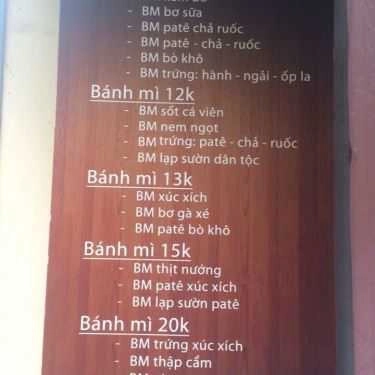 - BM bơ sữa
- BM patê chả ruốc
- BM patê - chả - ruốc
- BM bò khô
- BM trứng: hành - ngải - ốp la
Bánh mì 12k
- BM sốt cá viên
- BM nem ngọt
- BM trứng: patê - chả - ruốc
- BM lạp sườn dân tộc
Bánh mì 13k
- BM xúc xích
- BM bơ gà xé
- BM patê bò khô
Bánh mì 15k
- BM thịt nướng
- BM patê xúc xích
- BM lạp sườn patê
Bánh mì 20k
- BM trứng xúc xích
- BM thập cẩm